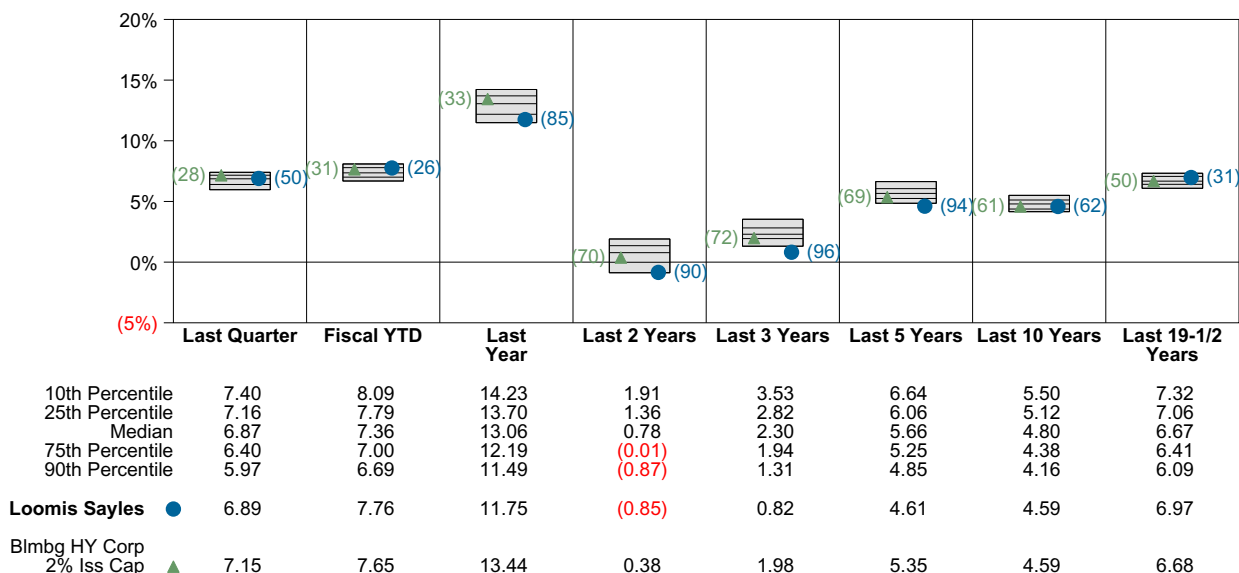 20%
15%
10%
5%
0%
(5%)
(28) (50)
(31) (26)
(33) (85)
(70) (90)
(72) (96)
(69) (94)
(61) (62)
(50) (31)
Last Quarter Fiscal YTD Last Year Last 2 Years Last 3 Years Last 5 Years Last 10 Years Last 19-1/2 Years
10th Percentile 7.40 8.09 14.23 1.91 3.53 6.64 5.50 7.32
25th Percentile 7.16 7.79 13.70 1.36 2.82 6.06 5.12 7.06
Median 6.87 7.36 13.06 0.78 2.30 5.66 4.80 6.67
75th Percentile 6.40 7.00 12.19 (0.01) 1.94 5.25 4.38 6.41
90th Percentile 5.97 6.69 11.49 (0.87) 1.31 4.85 4.16 6.09
Loomis Sayles 6.89 7.76 11.75 (0.85) 0.82 4.61 4.59 6.97
Blmbg HY Corp
2% Iss Cap 7.15 7.65 13.44 0.38 1.98 5.35 4.59 6.68